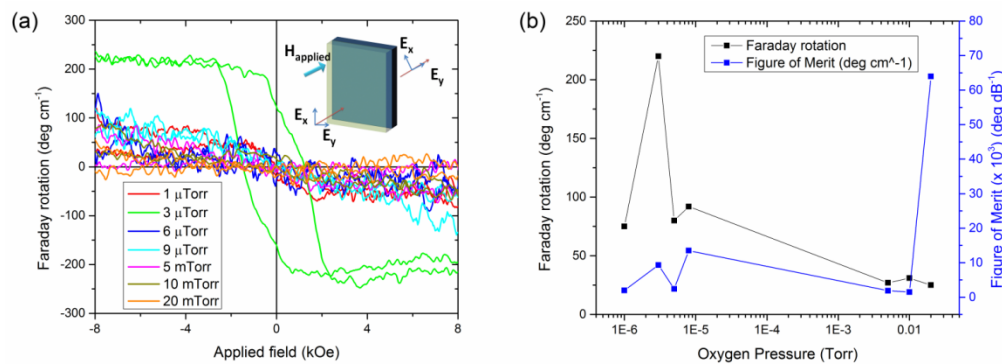 (a)
300
200
100
0
-100
-200
-300
Faraday rotation (deg cm⁻¹)
-8
-4
0
4
8
Applied field (kOe)
H_applied
E_x
E_y
E_x
E_y
1 μTorr
3 μTorr
6 μTorr
9 μTorr
5 mTorr
10 mTorr
20 mTorr
(b)
Faraday rotation
Figure of Merit (deg cm^-1)
250
200
150
100
50
0
Faraday rotation (deg cm⁻¹)
1E-6
1E-5
1E-4
1E-3
0.01
Oxygen Pressure (Torr)
80
70
60
50
40
30
20
10
0
Figure of Merit (x 10³) (deg dB⁻¹)